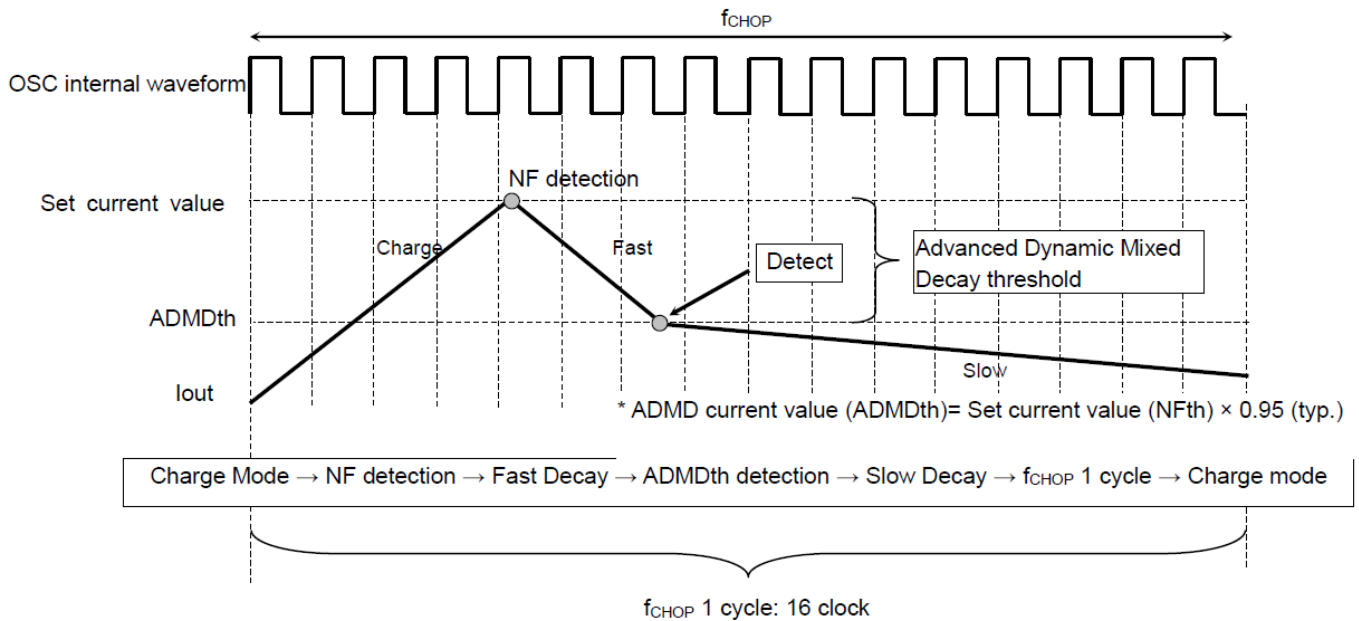 fCHOP
OSC internal waveform
NF detection
Set current value
Charge
Fast
Detect
Advanced Dynamic Mixed
Decay threshold
ADMDth
Slow
Iout
* ADMD current value (ADMDth)= Set current value (NFth) × 0.95 (typ.)
Charge Mode → NF detection → Fast Decay → ADMDth detection → Slow Decay → fCHOP 1 cycle → Charge mode
fCHOP 1 cycle: 16 clock